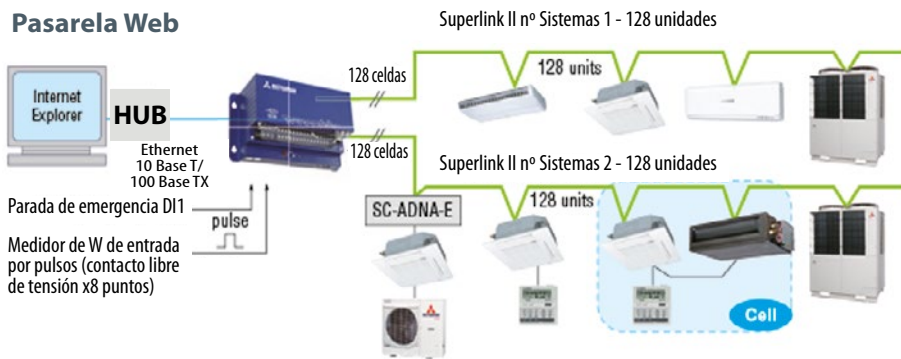 Pasarela Web
Superlink II nº Sistemas 1 - 128 unidades
128 celdas
128 units
Internet
Explorer
HUB
Ethernet
10 Base T/
100 Base TX
128 celdas
Superlink II nº Sistemas 2 - 128 unidades
128 units
Parada de emergencia DI1
pulse
SC-ADNA-E
Medidor de W de entrada
por pulsos (contacto libre
de tensión x8 puntos)
Cell